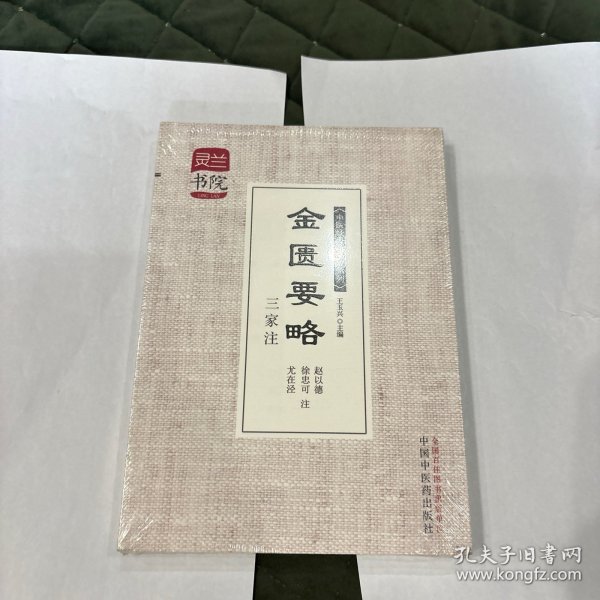 灵兰
书院
LING LAN
金匮要略
三家注
王玉兴 主编
赵以德
徐忠可 注
尤在泾
中国中医药出版社
孔夫子旧书网
www.kongfz.com